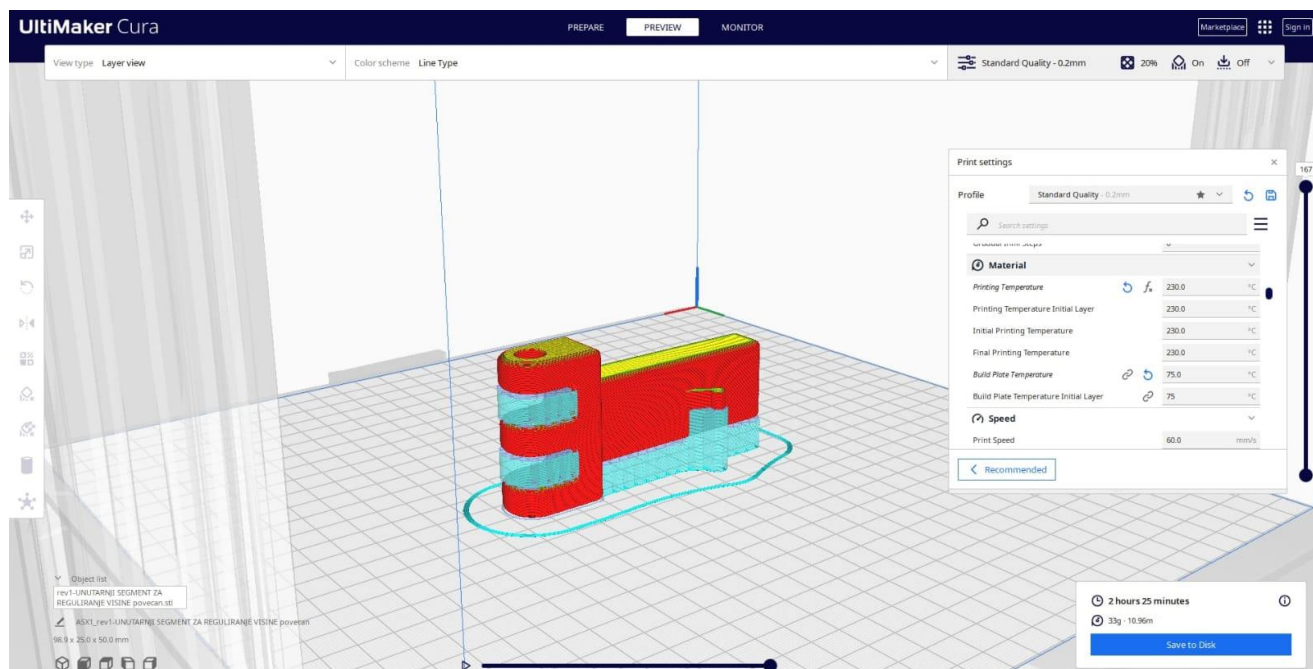 UltiMaker Cura
PREPARE
PREVIEW
MONITOR
Marketplace
Sign in
View type Layer view
Color scheme Line Type
Standard Quality - 0.2mm
20%
On
Off
Print settings
167
Profile
Standard Quality - 0.2mm
Search settings
Material
Printing Temperature
230.0 °C
Printing Temperature Initial Layer
230.0 °C
Initial Printing Temperature
230.0 °C
Final Printing Temperature
230.0 °C
Build Plate Temperature
75.0 °C
Build Plate Temperature Initial Layer
75 °C
Speed
Print Speed
60.0 mm/s
Recommended
Object list
rev1-UNUTARNJI SEGMENT ZA
REGULIRANJE VISINE povecan.stl
ASX1_rev1-UNUTARNJI SEGMENT ZA REGULIRANJE VISINE povecan
98.9 x 25.0 x 50.0 mm
2 hours 25 minutes
33g · 10.96m
Save to Disk